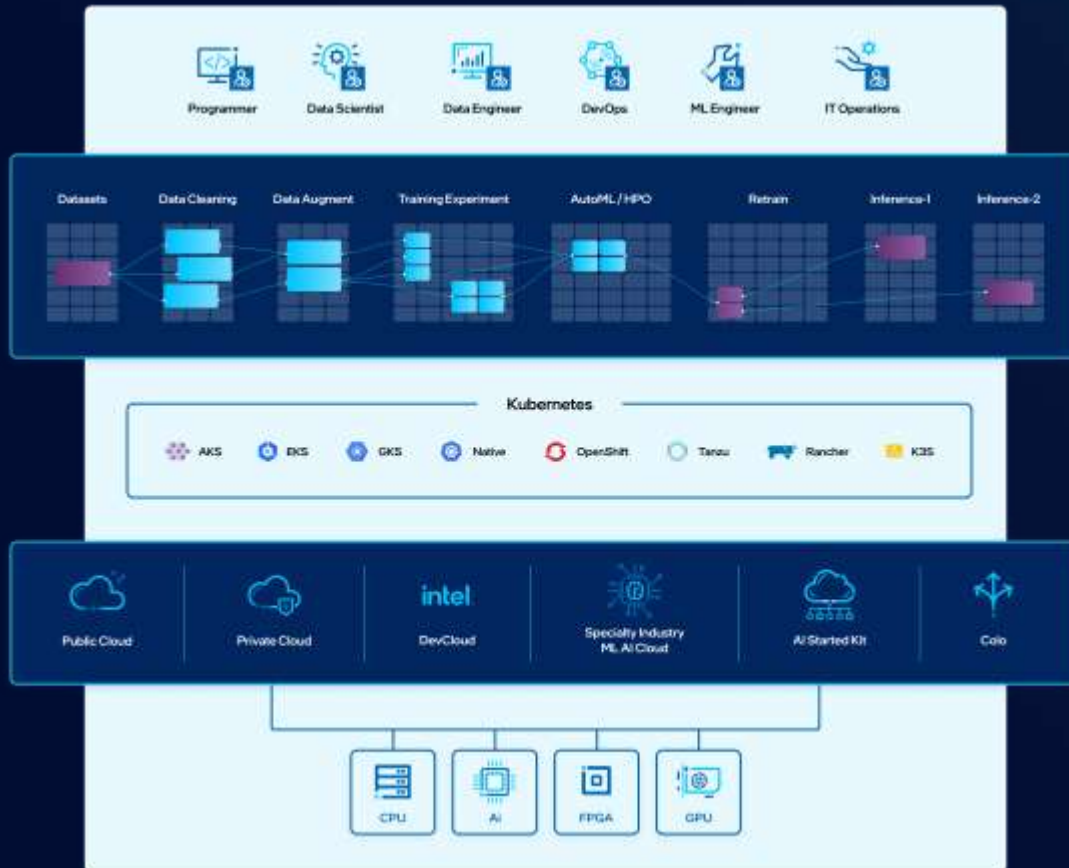 Programmer
Data Scientist
Data Engineer
DevOps
ML Engineer
IT Operations
Datasets
Data Cleaning
Data Augment
Training Experiment
AutoML / HPO
Retrain
Inference-1
Inference-2
Kubernetes
AKS
EKS
GKS
Native
OpenShift
Tanzu
Rancher
K3S
Public Cloud
Private Cloud
intel
DevCloud
Specialty Industry
ML AI Cloud
AI Started Kit
Colo
CPU
Ai
FPGA
GPU